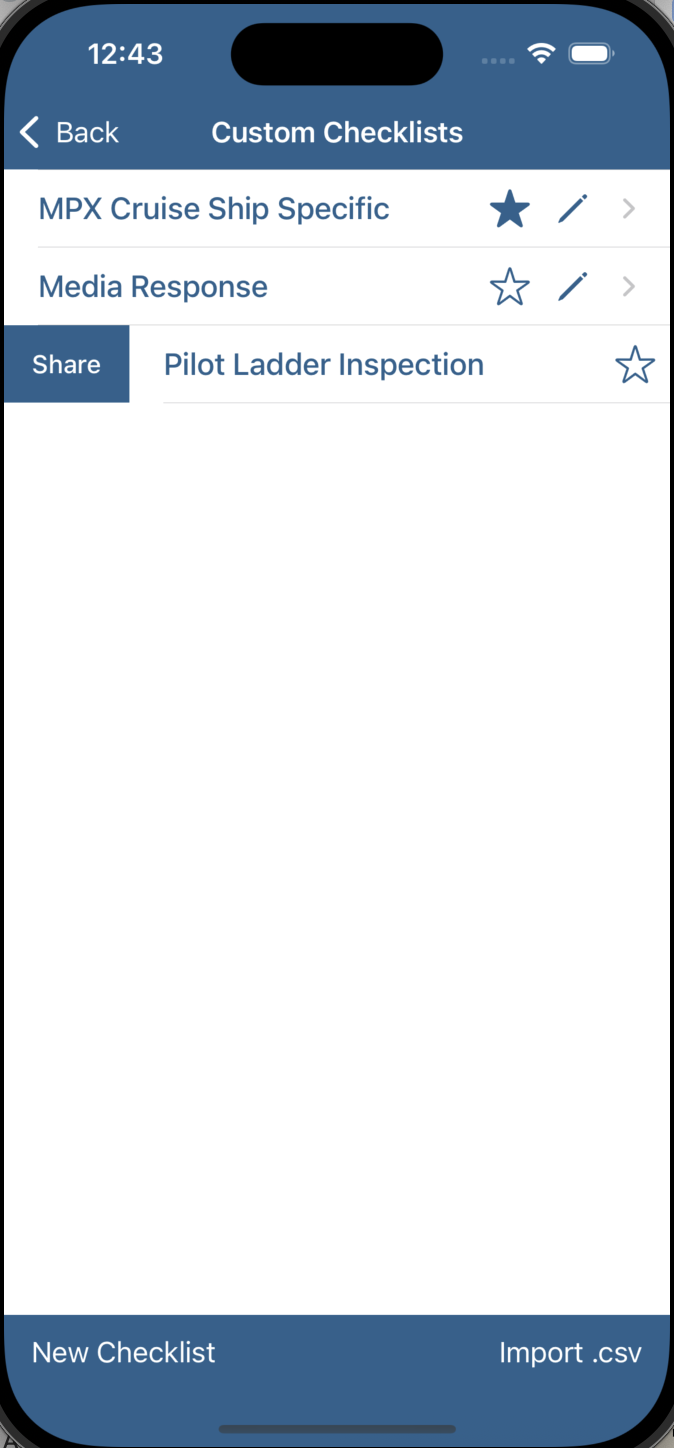 12:43
Back
Custom Checklists
MPX Cruise Ship Specific
Media Response
Share
Pilot Ladder Inspection
New Checklist
Import .csv